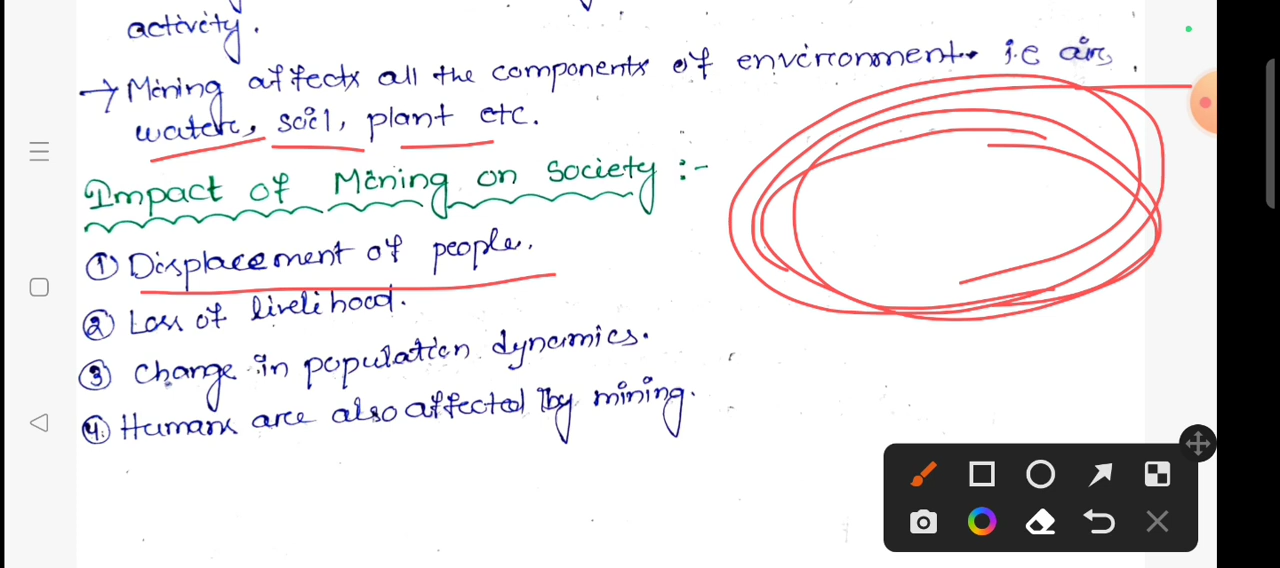 activity.
→ Mining affects all the components of environment. i.e air,
water, soil, plant etc.
Impact of Mining on Society :-
① Displacement of people.
② Loss of livelihood.
③ change in population dynamics.
④ Humans are also affected by mining.